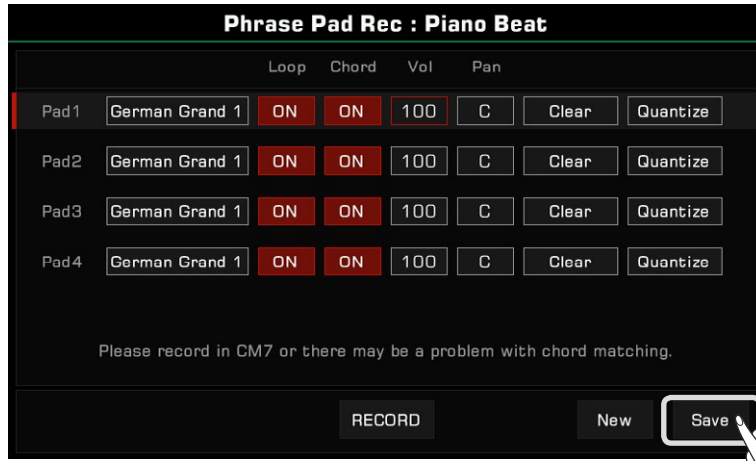 Phrase Pad Rec : Piano Beat
Loop Chord Vol Pan
Pad1 German Grand 1 ON ON 100 C Clear Quantize
Pad2 German Grand 1 ON ON 100 C Clear Quantize
Pad3 German Grand 1 ON ON 100 C Clear Quantize
Pad4 German Grand 1 ON ON 100 C Clear Quantize
Please record in CM7 or there may be a problem with chord matching.
RECORD New Save